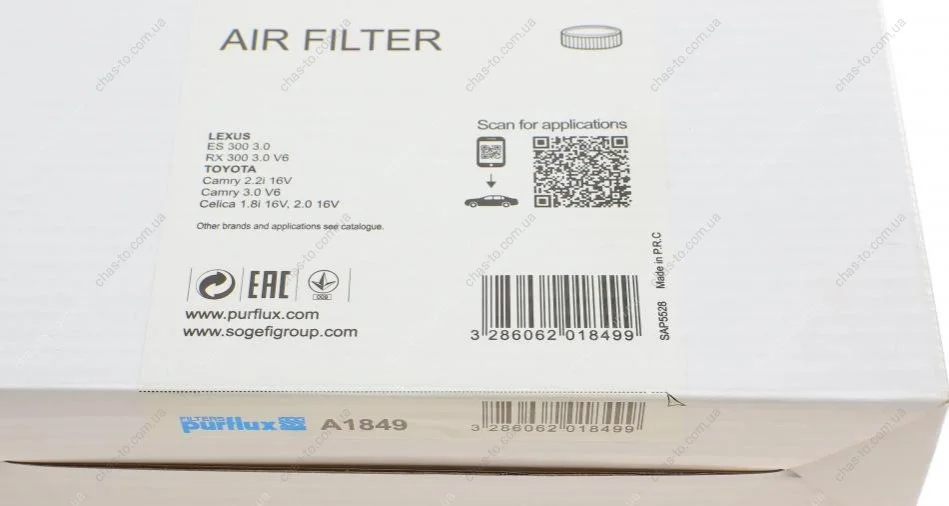 AIR FILTER
Scan for applications
LEXUS
ES 300 3.0
RX 300 3.0 V6
TOYOTA
Camry 2.2i 16V
Camry 3.0 V6
Celica 1.8i 16V, 2.0 16V
Other brands and applications see catalogue.
EAC
009
www.purflux.com
www.sogefigroup.com
3 286062 018499
SAP5528 Made in P.R.C
FILTERS
purflux
A1849
3 286062 018499
chas-to.com.ua